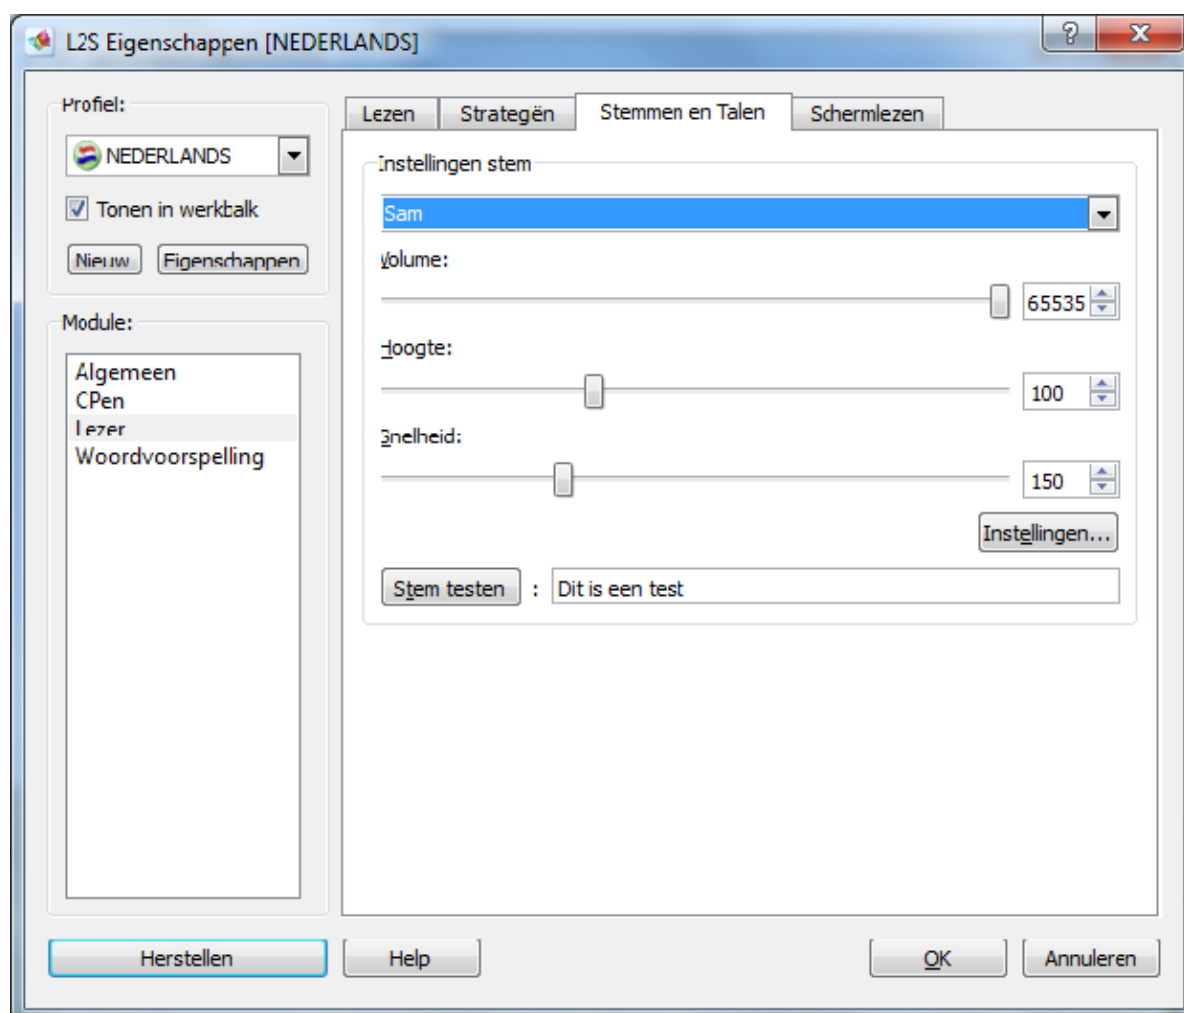 L2S Eigenschappen [NEDERLANDS]
Profiel:
NEDERLANDS
Tonen in werkbalk
Nieuw
Eigenschappen
Module:
Algemeen
CPen
Lezer
Woordvoorspelling
Lezen
Strategën
Stemmen en Talen
Schermlezen
Instellingen stem
Sam
Volume:
65535
Hoogte:
100
Snelheid:
150
Instellingen...
Stem testen : Dit is een test
Herstellen
Help
OK
Annuleren